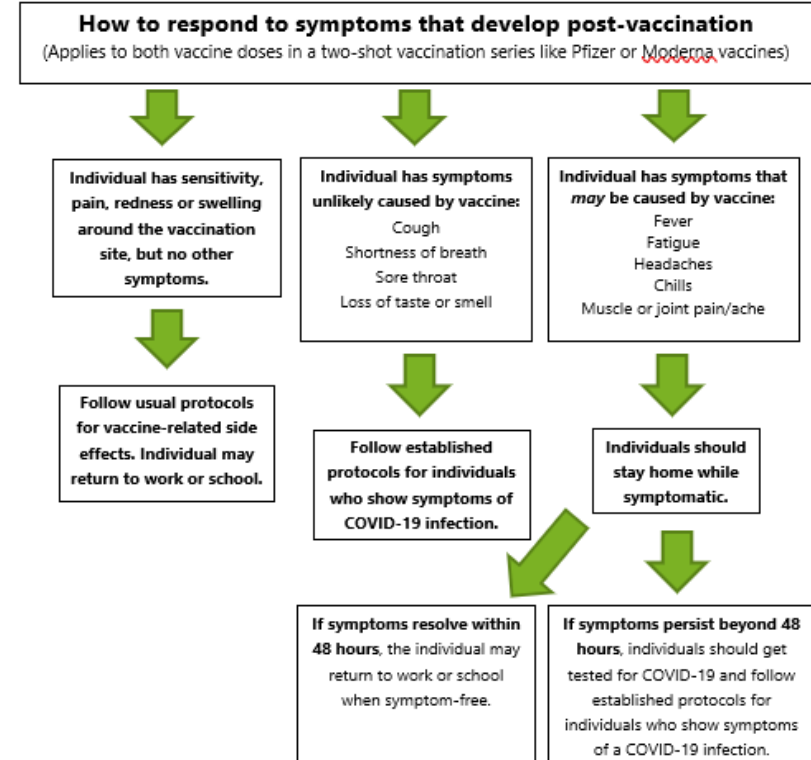 How to respond to symptoms that develop post-vaccination
(Applies to both vaccine doses in a two-shot vaccination series like Pfizer or Moderna vaccines)
Individual has sensitivity,
pain, redness or swelling
around the vaccination
site, but no other
symptoms.
Individual has symptoms
unlikely caused by vaccine:
Cough
Shortness of breath
Sore throat
Loss of taste or smell
Individual has symptoms that
may be caused by vaccine:
Fever
Fatigue
Headaches
Chills
Muscle or joint pain/ache
Follow usual protocols
for vaccine-related side
effects. Individual may
return to work or school.
Follow established
protocols for individuals
who show symptoms of
COVID-19 infection.
Individuals should
stay home while
symptomatic.
If symptoms resolve within
48 hours, the individual may
return to work or school
when symptom-free.
If symptoms persist beyond 48
hours, individuals should get
tested for COVID-19 and follow
established protocols for
individuals who show symptoms
of a COVID-19 infection.